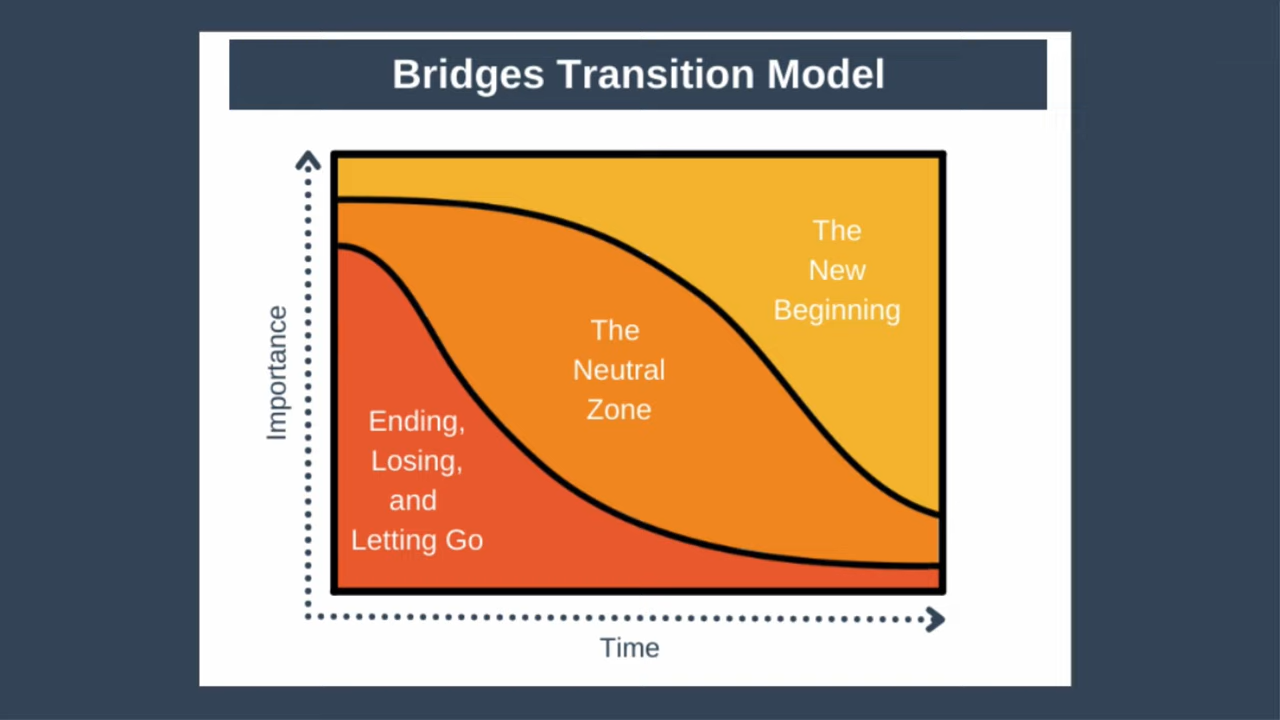 Bridges Transition Model
Importance
The
New
Beginning
The
Neutral
Zone
Ending,
Losing,
and
Letting Go
Time